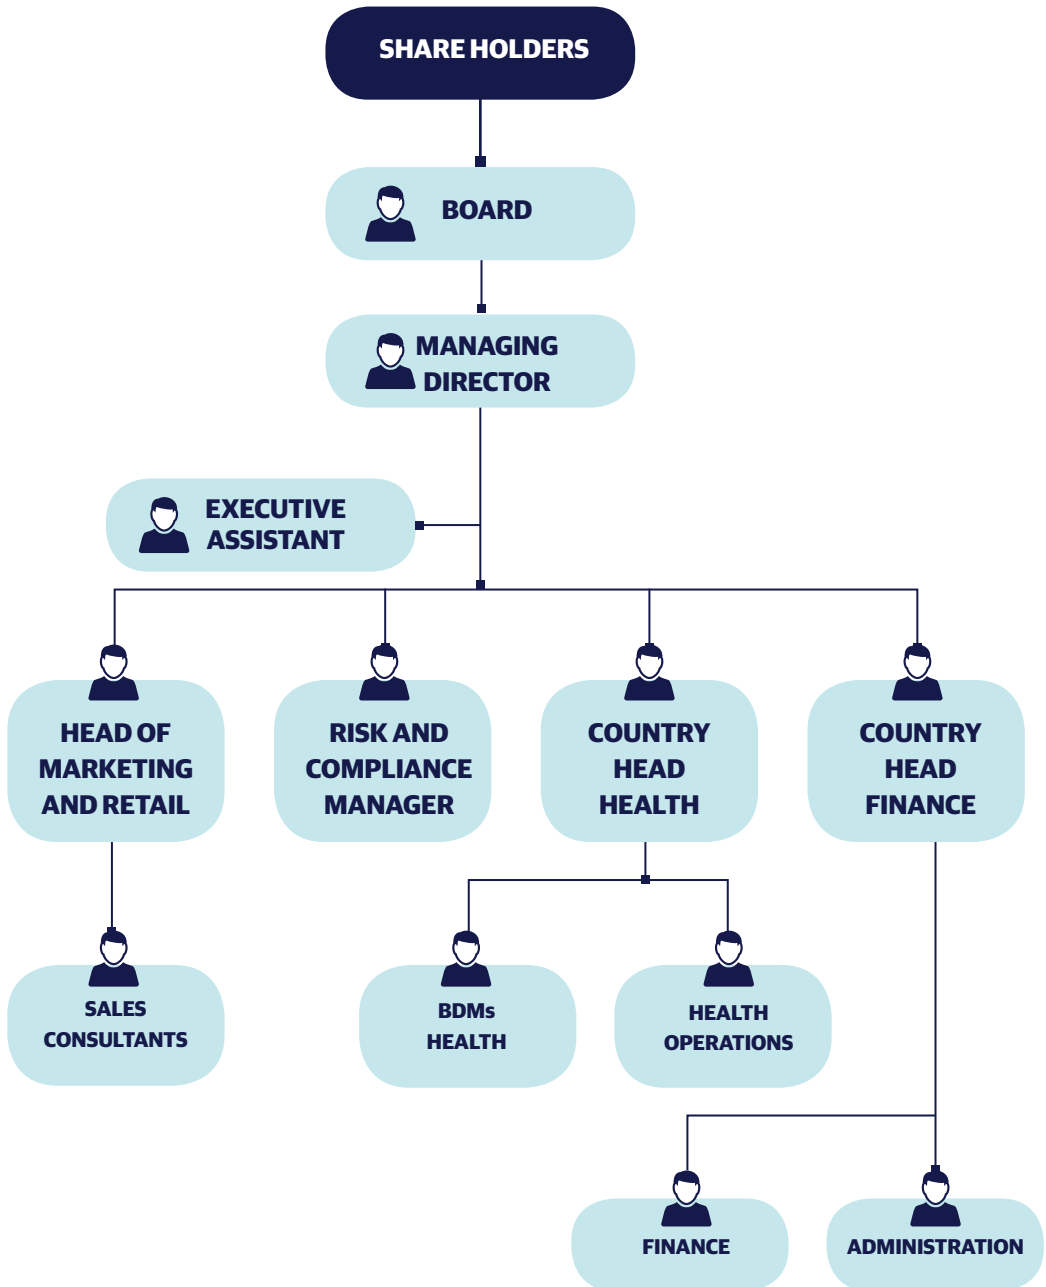 SHARE HOLDERS
BOARD
MANAGING
DIRECTOR
EXECUTIVE
ASSISTANT
HEAD OF
MARKETING
AND RETAIL
RISK AND
COMPLIANCE
MANAGER
COUNTRY
HEAD
HEALTH
COUNTRY
HEAD
FINANCE
SALES
CONSULTANTS
BDMs
HEALTH
HEALTH
OPERATIONS
FINANCE
ADMINISTRATION